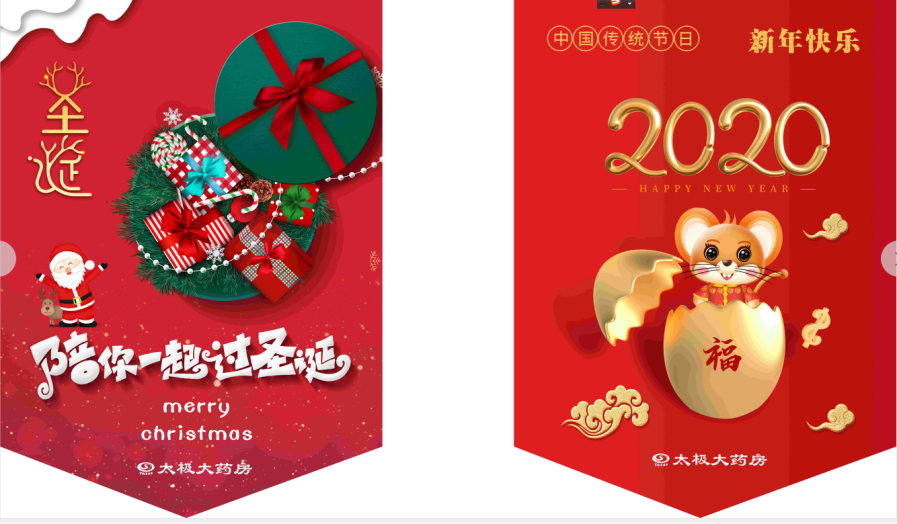 圣诞
陪你一起过圣诞
merry
christmas
太极大药房
中国传统节日
新年快乐
2020
HAPPY NEW YEAR
福
太极大药房